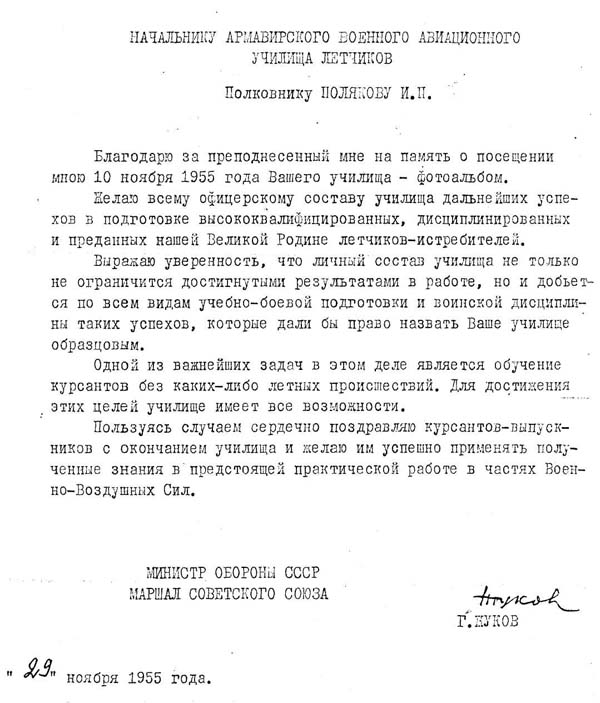 НАЧАЛЬНИКУ АРМАВИРСКОГО ВОЕННОГО АВИАЦИОННОГО
УЧИЛИЩА ЛЕТЧИКОВ
Полковнику ПОЛЯКОВУ И.П.
Благодарю за преподнесенный мне на память о посещении
мною 10 ноября 1955 года Вашего училища - фотоальбом.
Желаю всему офицерскому составу училища дальнейших успе-
хов в подготовке высококвалифицированных, дисциплинированных
и преданных нашей Великой Родине летчиков-истребителей.
Выражаю уверенность, что личный состав училища не только
не ограничится достигнутыми результатами в работе, но и добьет-
ся по всем видам учебно-боевой подготовки и воинской дисципли-
ны таких успехов, которые дали бы право назвать Ваше училище
образцовым.
Одной из важнейших задач в этом деле является обучение
курсантов без каких-либо летных происшествий. Для достижения
этих целей училище имеет все возможности.
Пользуясь случаем сердечно поздравляю курсантов-выпуск-
ников с окончанием училища и желаю им успешно применять полу-
ченные знания в предстоящей практической работе в частях Воен-
но-Воздушных Сил.
МИНИСТР ОБОРОНЫ СССР
МАРШАЛ СОВЕТСКОГО СОЮЗА
Жуков
Г.ЖУКОВ
"29" ноября 1955 года.